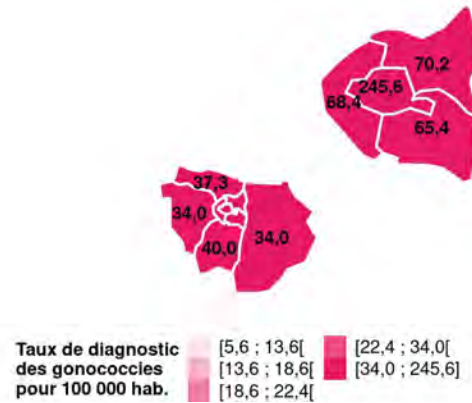 70,2
245,6
68,4
65,4
37,3
34,0
40,0
34,0
Taux de diagnostic
des gonococcies
pour 100 000 hab.
[5,6 ; 13,6[
[13,6 ; 18,6[
[18,6 ; 22,4[
[22,4 ; 34,0[
[34,0 ; 245,6]